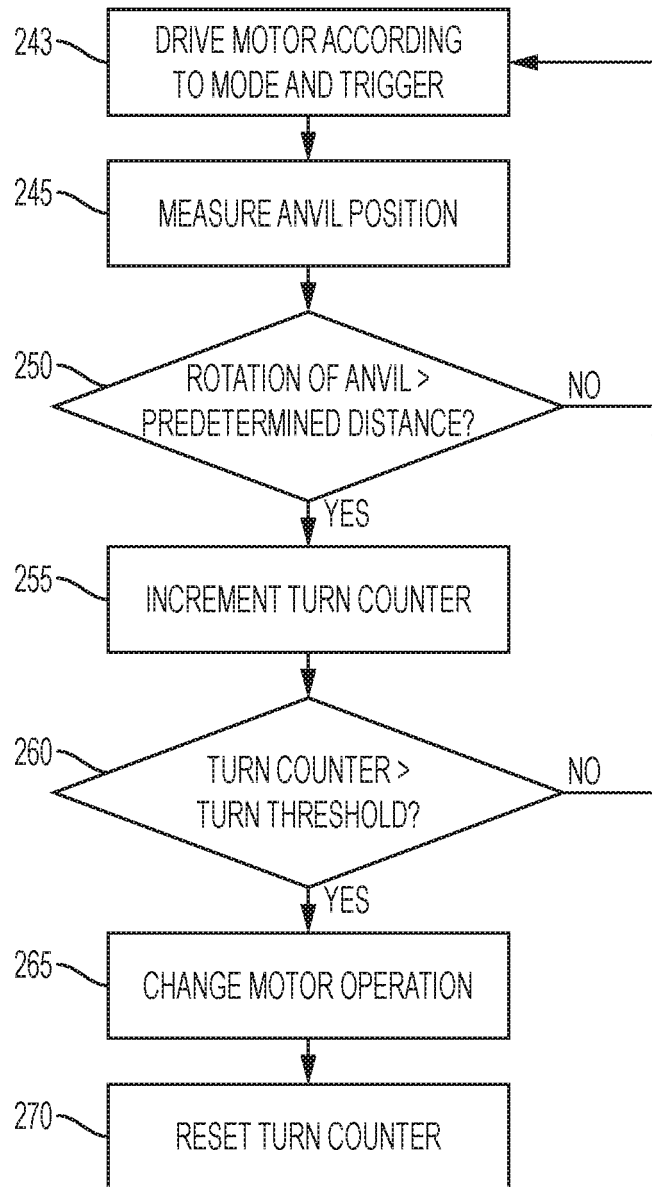 243
DRIVE MOTOR ACCORDING
TO MODE AND TRIGGER
245
MEASURE ANVIL POSITION
250
ROTATION OF ANVIL >
PREDETERMINED DISTANCE?
NO
YES
255
INCREMENT TURN COUNTER
260
TURN COUNTER >
TURN THRESHOLD?
NO
YES
265
CHANGE MOTOR OPERATION
270
RESET TURN COUNTER